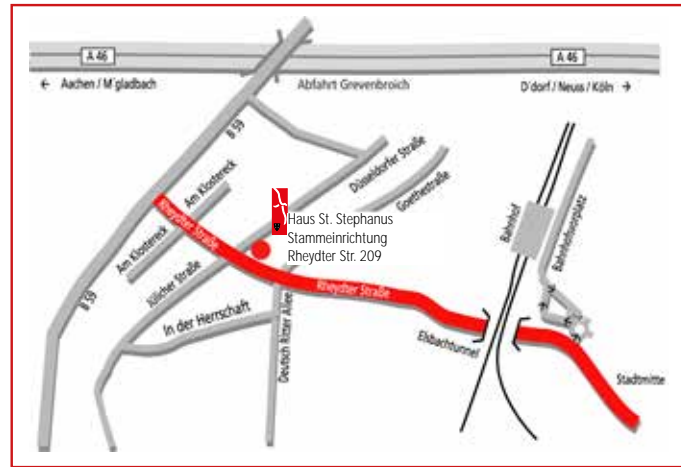 A 46
A 46
← Aachen / M'gladbach
Abfahrt Grevenbroich
D'dorf / Neuss / Köln →
B 59
Düsseldorfer Straße
Goethestraße
Am Klostereck
Am Klostereck
Rheydter Straße
Haus St. Stephanus
Stammeinrichtung
Rheydter Str. 209
Bahnhof
Bahnhofvorplatz
Jülicher Straße
B 59
In der Herrschaft
Deutsch Ritter Allee
Rheydter Straße
Elsbachtunnel
Stadtmitte